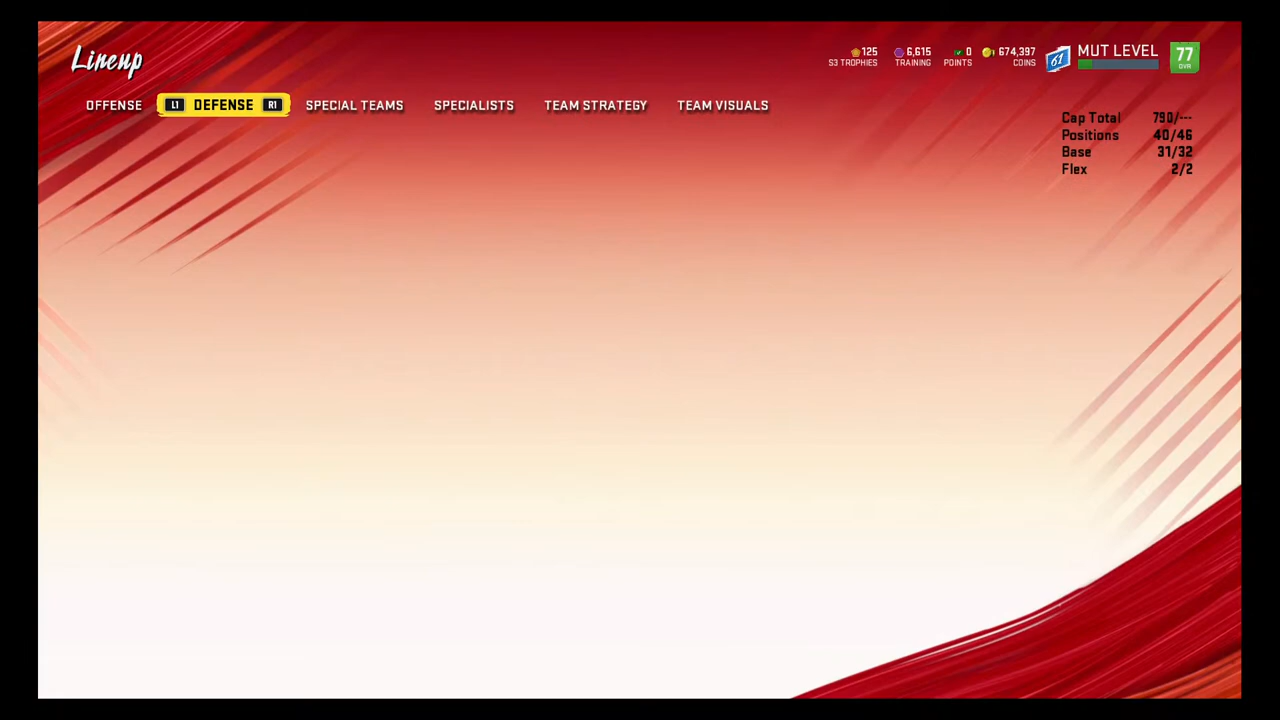 Lineup
125
S3 TROPHIES
6,615
TRAINING
0
POINTS
674,397
COINS
61
MUT LEVEL
77
OVR
OFFENSE
L1 DEFENSE R1
SPECIAL TEAMS
SPECIALISTS
TEAM STRATEGY
TEAM VISUALS
Cap Total 790/---
Positions 40/46
Base 31/32
Flex 2/2